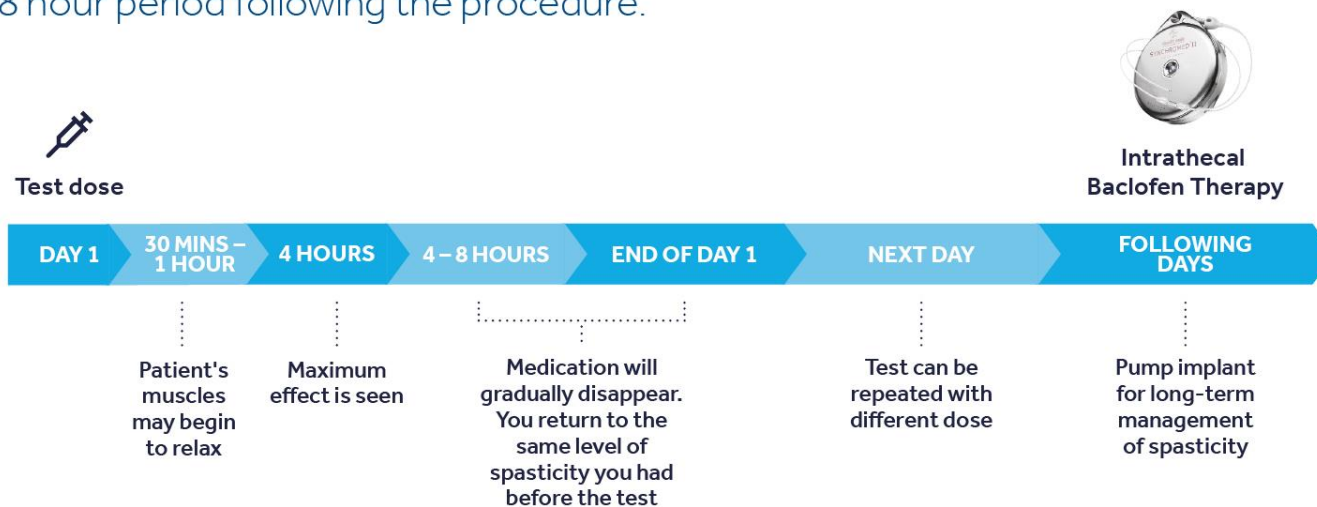 8 hour period following the procedure.
SYNCHROMED II
Intrathecal
Baclofen Therapy
Test dose
DAY 1
30 MINS –
1 HOUR
4 HOURS
4 – 8 HOURS
END OF DAY 1
NEXT DAY
FOLLOWING
DAYS
Patient's
muscles
may begin
to relax
Maximum
effect is seen
Medication will
gradually disappear.
You return to the
same level of
spasticity you had
before the test
Test can be
repeated with
different dose
Pump implant
for long-term
management
of spasticity